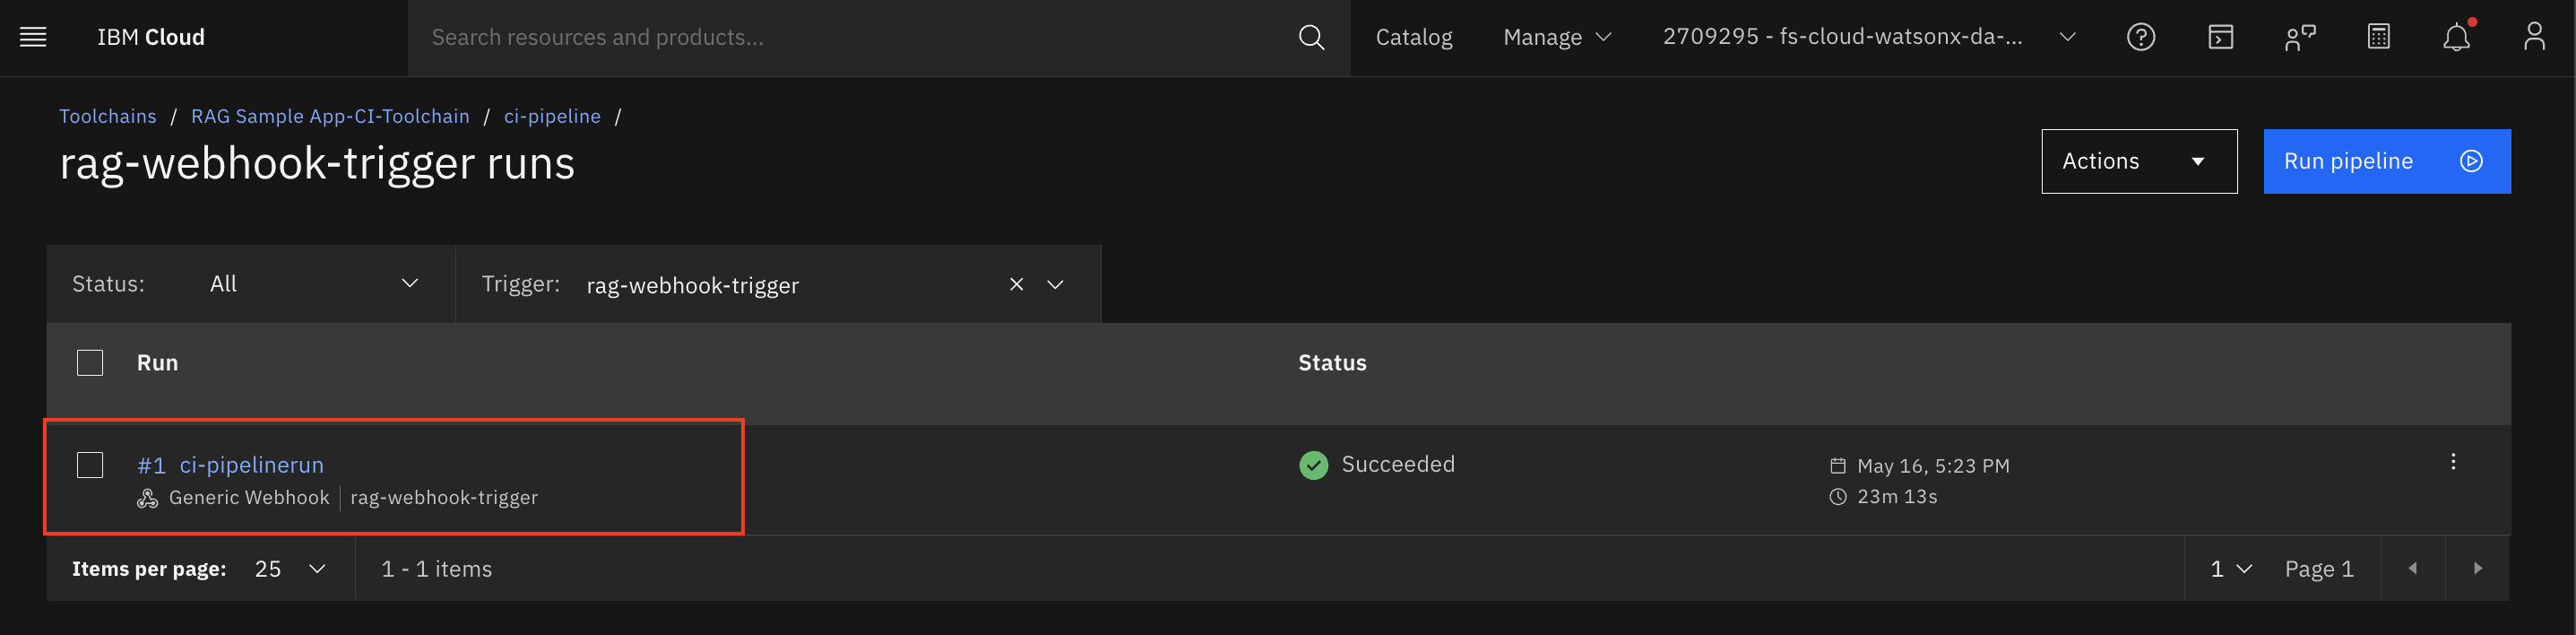 IBM Cloud
Search resources and products...
Catalog
Manage
2709295 - fs-cloud-watsonx-da-...
Toolchains / RAG Sample App-CI-Toolchain / ci-pipeline /
rag-webhook-trigger runs
Actions
Run pipeline
Status: All
Trigger: rag-webhook-trigger
Run
Status
#1 ci-pipelinerun
Generic Webhook | rag-webhook-trigger
Succeeded
May 16, 5:23 PM
23m 13s
Items per page: 25
1 - 1 items
1
Page 1